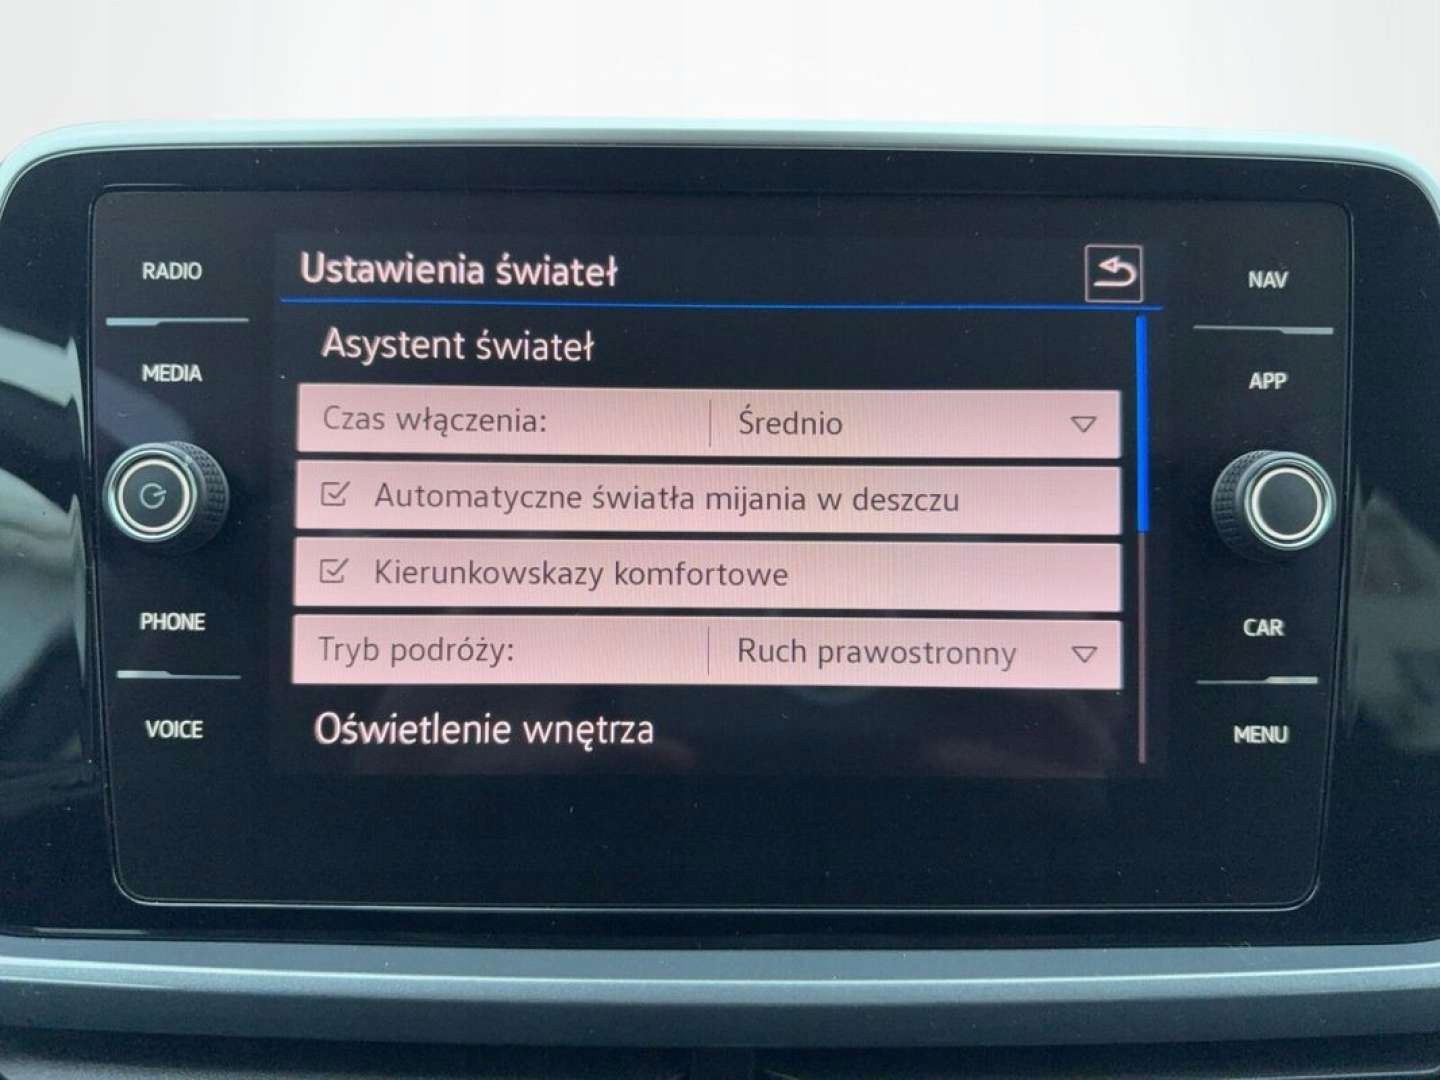 Ustawienia świateł
Asystent świateł
Czas włączenia: Średnio
Automatyczne światła mijania w deszczu
Kierunkowskazy komfortowe
Tryb podróży: Ruch prawostronny
Oświetlenie wnętrza
RADIO
MEDIA
PHONE
VOICE
NAV
APP
CAR
MENU